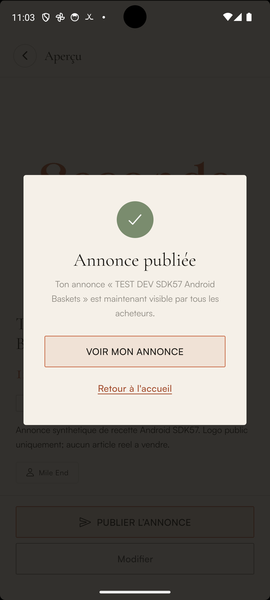 11:03
Aperçu
Annonce publiée
Ton annonce « TEST DEV SDK57 Android
Baskets » est maintenant visible par tous les
acheteurs.
VOIR MON ANNONCE
Retour à l'accueil
Annonce synthétique de recette Android SDK57. Logo public
uniquement; aucun article réel à vendre.
Mile End
PUBLIER L'ANNONCE
Modifier